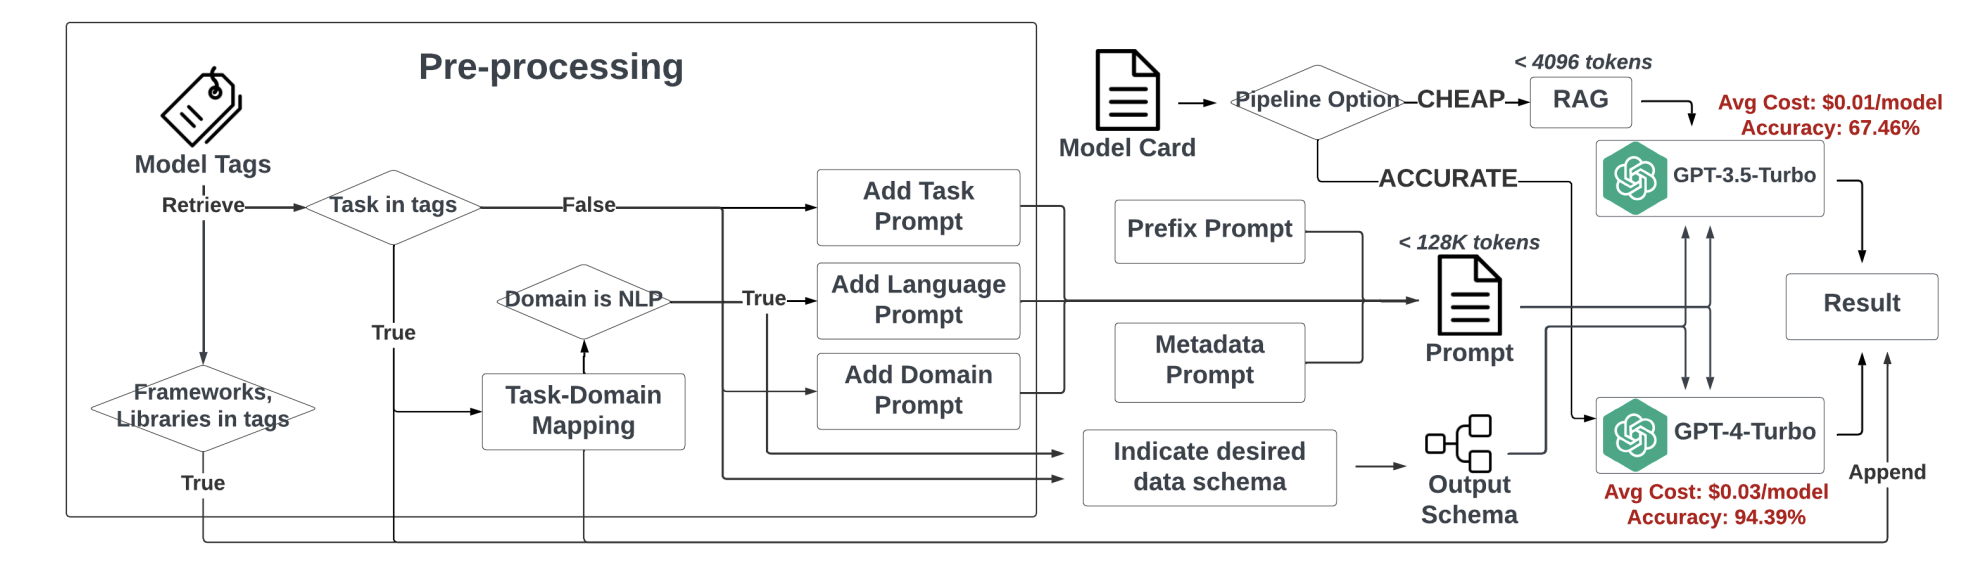 Pre-processing
Model Tags
Retrieve
Task in tags
False
True
Frameworks,
Libraries in tags
True
Domain is NLP
True
Task-Domain
Mapping
Add Task
Prompt
Add Language
Prompt
Add Domain
Prompt
Model Card
Pipeline Option
CHEAP
< 4096 tokens
RAG
Avg Cost: $0.01/model
Accuracy: 67.46%
GPT-3.5-Turbo
ACCURATE
Prefix Prompt
< 128K tokens
Prompt
Metadada
Prompt
Result
Indicate desired
data schema
Output
Schema
GPT-4-Turbo
Avg Cost: $0.03/model
Accuracy: 94.39%
Append